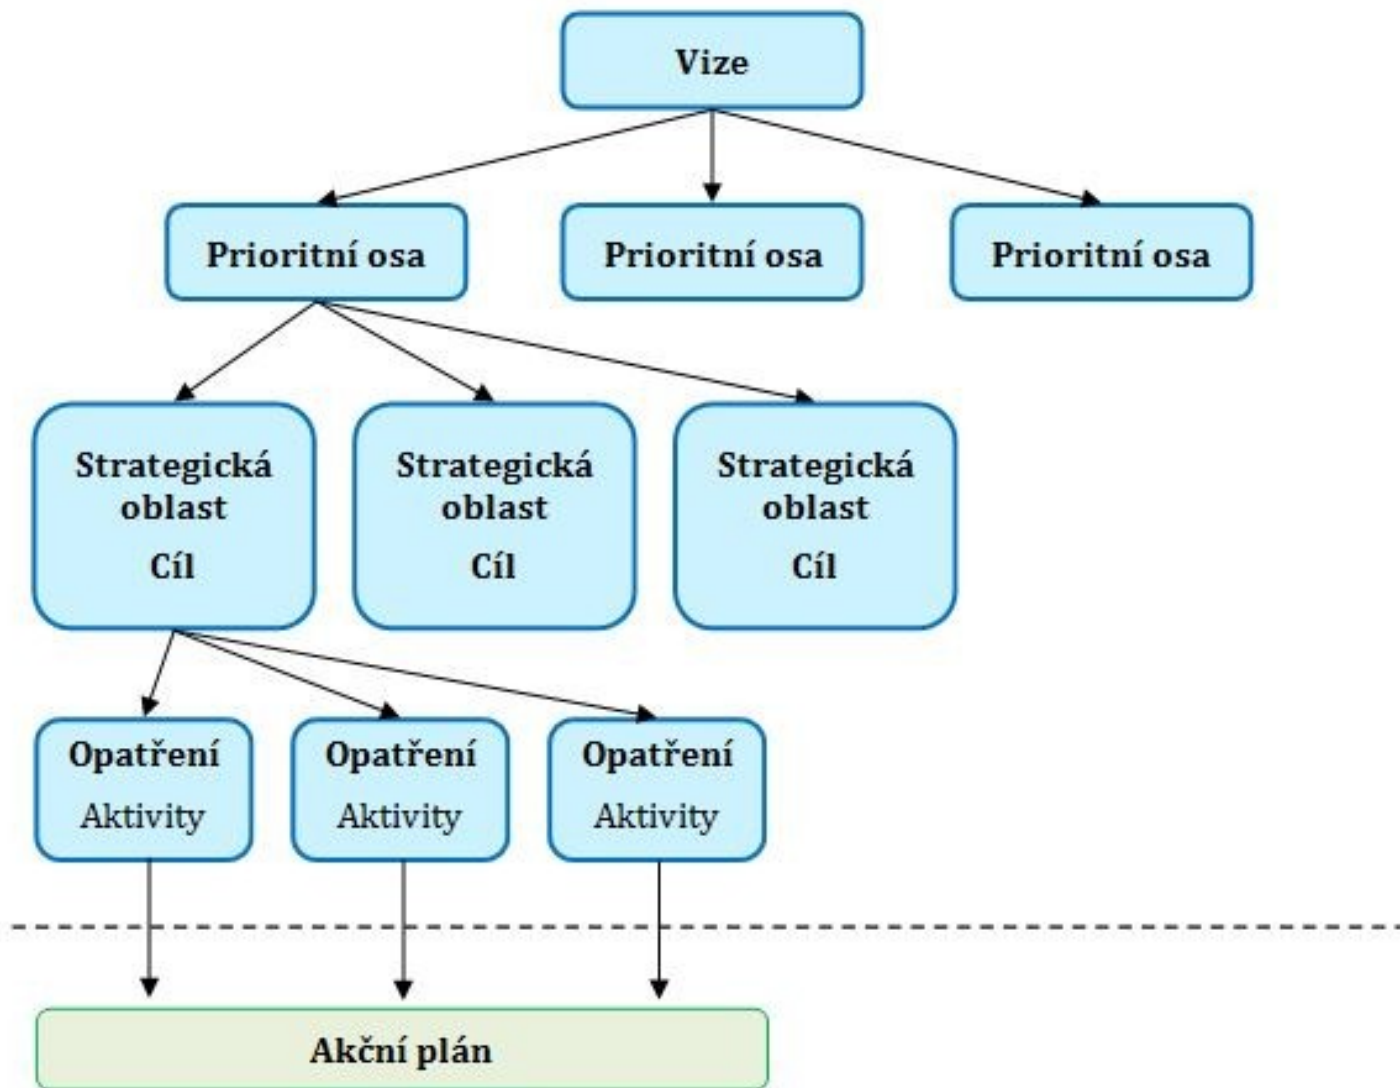 Vize
Prioritní osa
Prioritní osa
Prioritní osa
Strategická
oblast
Cíl
Strategická
oblast
Cíl
Strategická
oblast
Cíl
Opatření
Aktivity
Opatření
Aktivity
Opatření
Aktivity
Akční plán